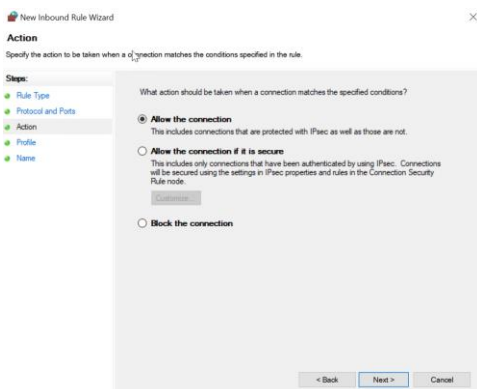 New Inbound Rule Wizard
Action
Specify the action to be taken when a connection matches the conditions specified in the rule.
Steps:
Rule Type
Protocol and Ports
Action
Profile
Name
What action should be taken when a connection matches the specified conditions?
Allow the connection
This includes connections that are protected with IPsec as well as those are not.
Allow the connection if it is secure
This includes only connections that have been authenticated by using IPsec. Connections
will be secured using the settings in IPsec properties and rules in the Connection Security
Rule node.
Customize...
Block the connection
< Back
Next >
Cancel